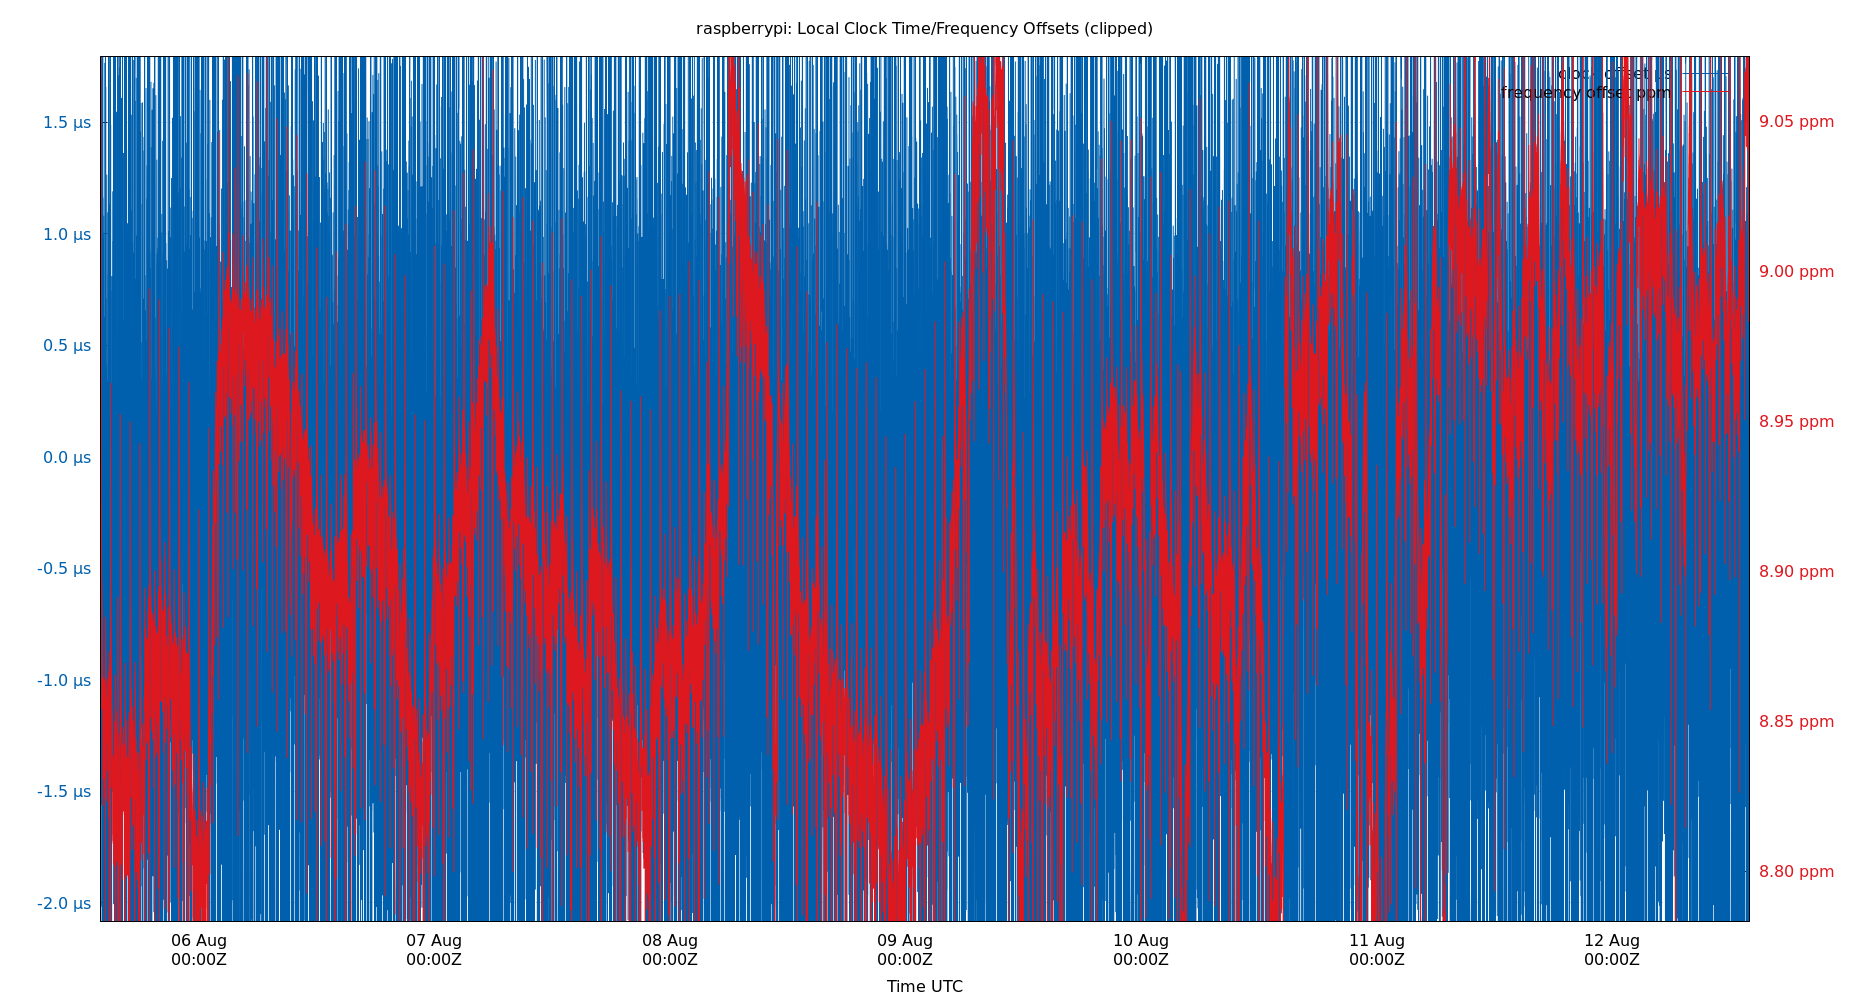 raspberrypi: Local Clock Time/Frequency Offsets (clipped)
clock offset µs
frequency offset ppm
1.5 µs
1.0 µs
0.5 µs
0.0 µs
-0.5 µs
-1.0 µs
-1.5 µs
-2.0 µs
9.05 ppm
9.00 ppm
8.95 ppm
8.90 ppm
8.85 ppm
8.80 ppm
06 Aug
00:00Z
07 Aug
00:00Z
08 Aug
00:00Z
09 Aug
00:00Z
10 Aug
00:00Z
11 Aug
00:00Z
12 Aug
00:00Z
Time UTC